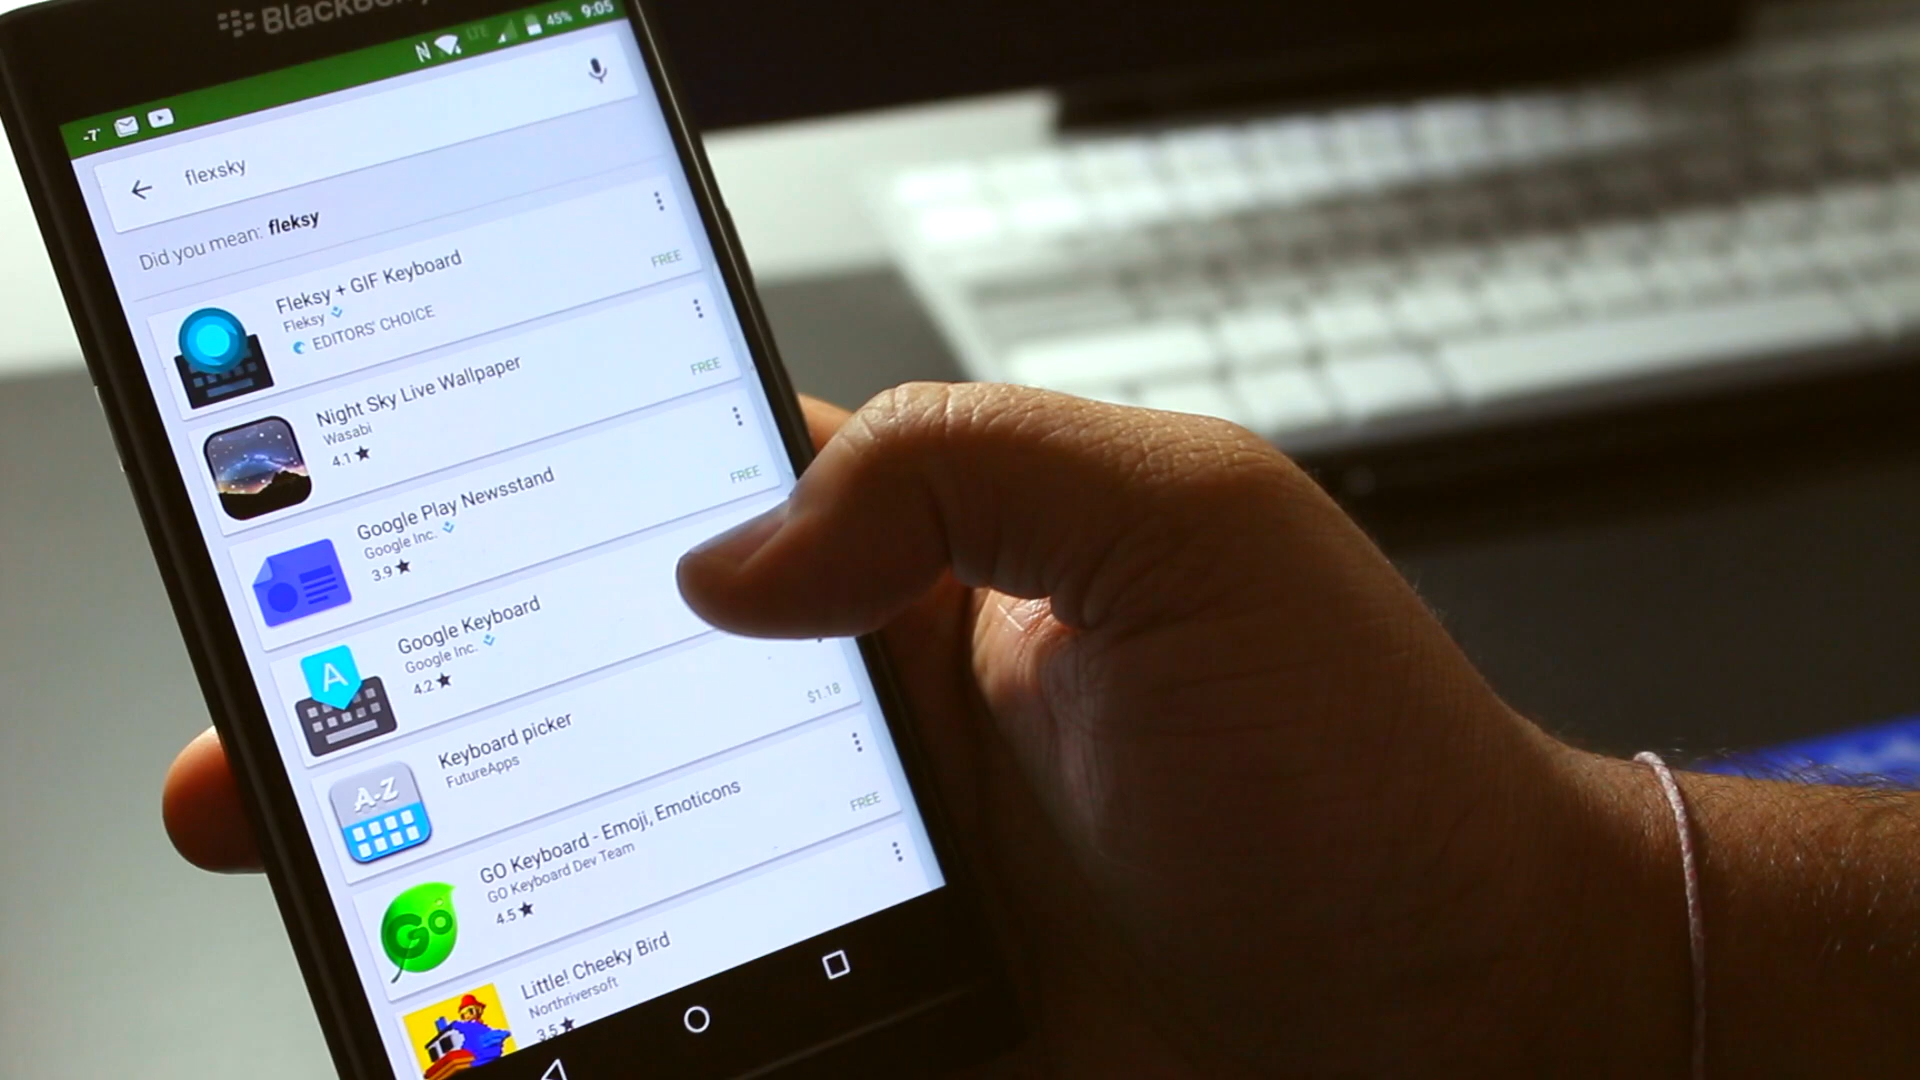 BlackBerry
-7° LTE 45% 9:05
flexsky
Did you mean: fleksy
Fleksy + GIF Keyboard
Fleksy
EDITORS' CHOICE
FREE
Night Sky Live Wallpaper
Wasabi
4.1★
FREE
Google Play Newsstand
Google Inc.
3.9★
FREE
A
Google Keyboard
Google Inc.
4.2★
A-Z
Keyboard picker
FutureApps
$1.18
Go
GO Keyboard - Emoji, Emoticons
GO Keyboard Dev Team
4.5★
FREE
Little! Cheeky Bird
Northriversoft
3.5★